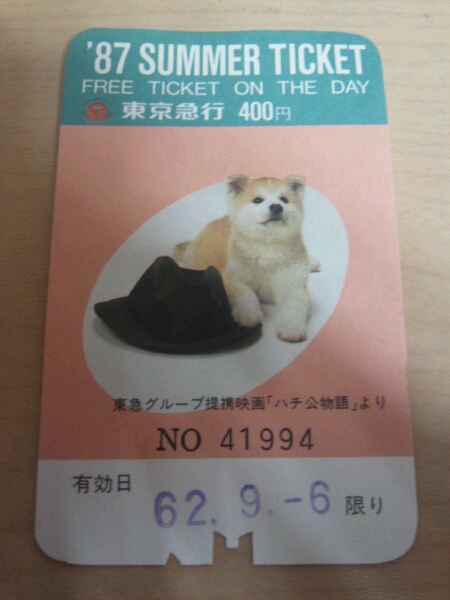 '87 SUMMER TICKET
FREE TICKET ON THE DAY
東京急行 400円
東急グループ提携映画「ハチ公物語」より
NO 41994
有効日 62.9.-6 限り